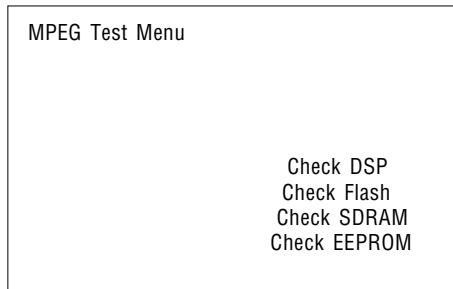 MPEG Test Menu
Check DSP
Check Flash
Check SDRAM
Check EEPROM